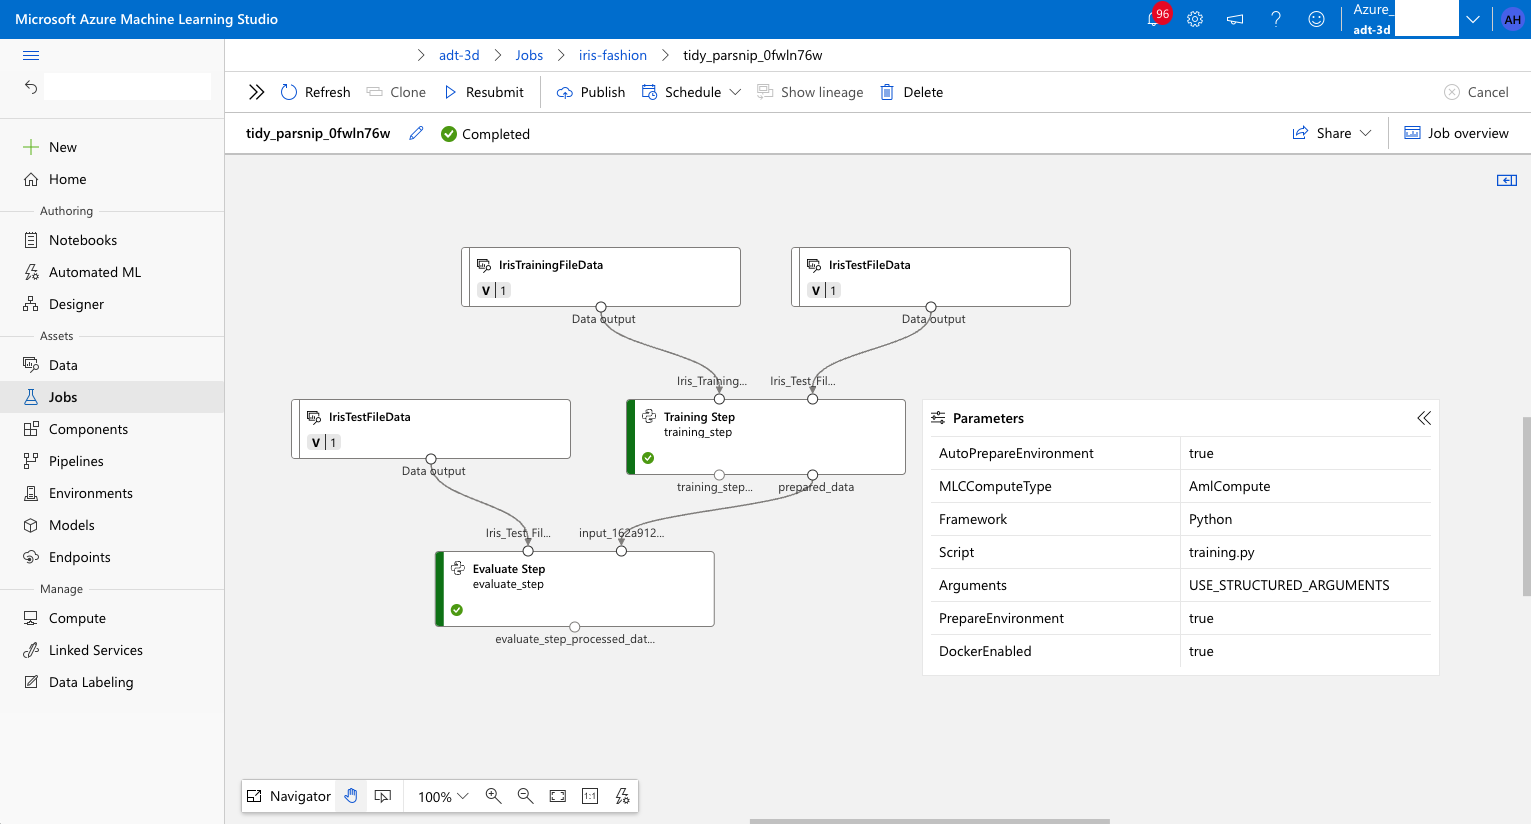 Microsoft Azure Machine Learning Studio
96
Azure_
adt-3d
AH
adt-3d
Jobs
iris-fashion
tidy_parsnip_0fwln76w
Refresh
Clone
Resubmit
Publish
Schedule
Show lineage
Delete
Cancel
tidy_parsnip_0fwln76w
Completed
Share
Job overview
New
Home
Authoring
Notebooks
Automated ML
Designer
Assets
Data
Jobs
Components
Pipelines
Environments
Models
Endpoints
Manage
Compute
Linked Services
Data Labeling
IrisTrainingFileData
V 1
Data output
IrisTestFileData
V 1
Data output
Iris_Training...
Iris_Test_Fil...
IrisTestFileData
V 1
Data output
Training Step
training_step
training_step...
prepared_data
Iris_Test_Fil...
input_162a912...
Evaluate Step
evaluate_step
evaluate_step_processed_dat...
Parameters
AutoPrepareEnvironment true
MLCComputeType AmlCompute
Framework Python
Script training.py
Arguments USE_STRUCTURED_ARGUMENTS
PrepareEnvironment true
DockerEnabled true
Navigator
100%
1:1